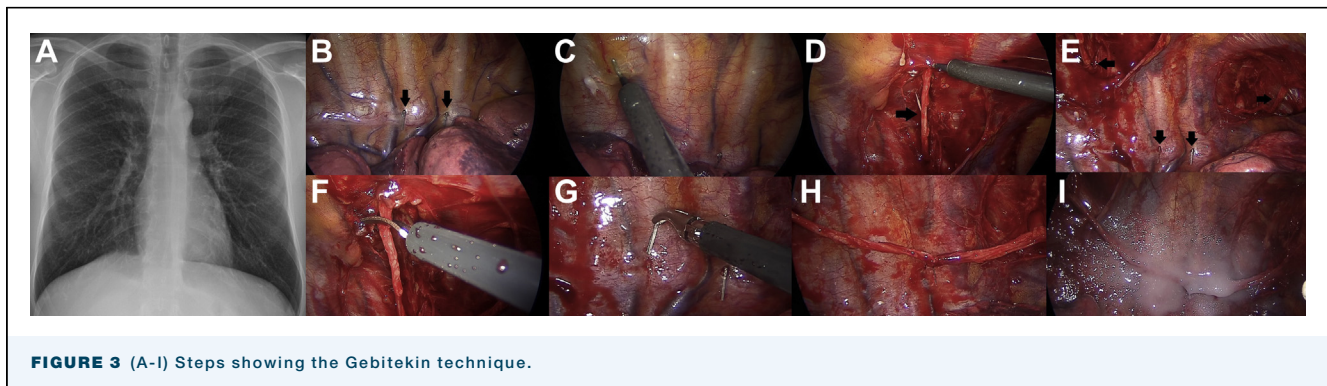 A B C D E
F G H I
FIGURE 3 (A-I) Steps showing the Gebitekin technique.